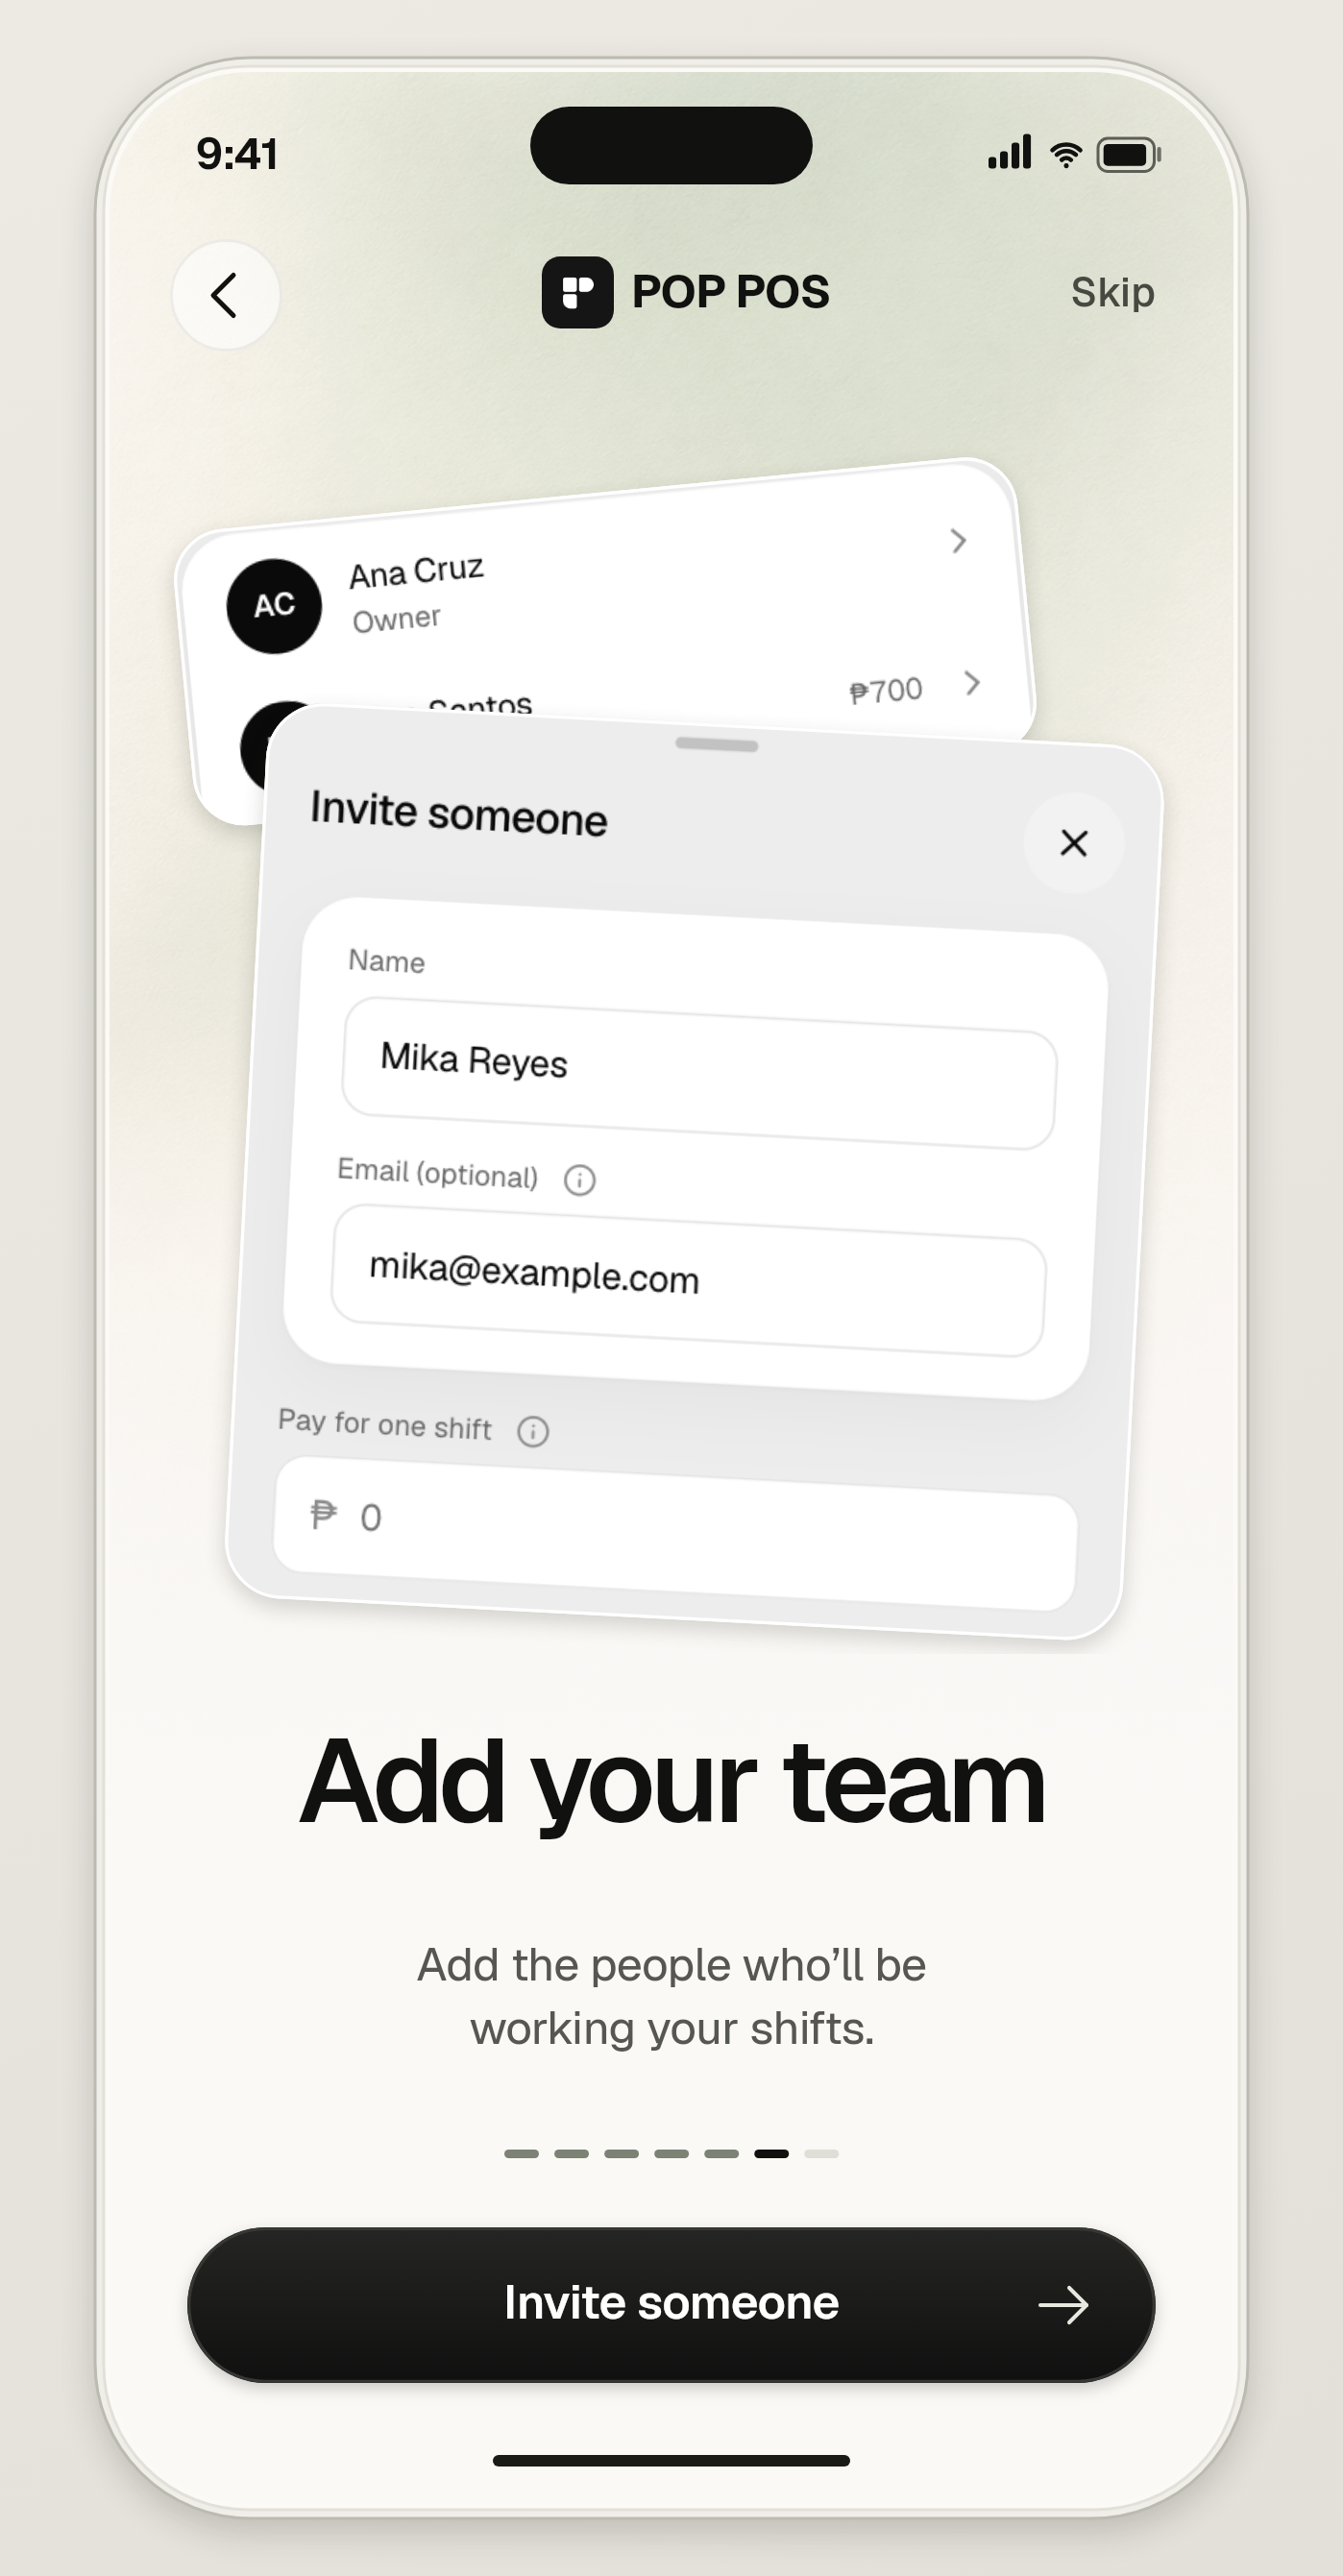 9:41
POP POS
Skip
AC
Ana Cruz
Owner
Santos
₱700
Invite someone
Name
Mika Reyes
Email (optional)
mika@example.com
Pay for one shift
₱ 0
Add your team
Add the people who’ll be
working your shifts.
Invite someone